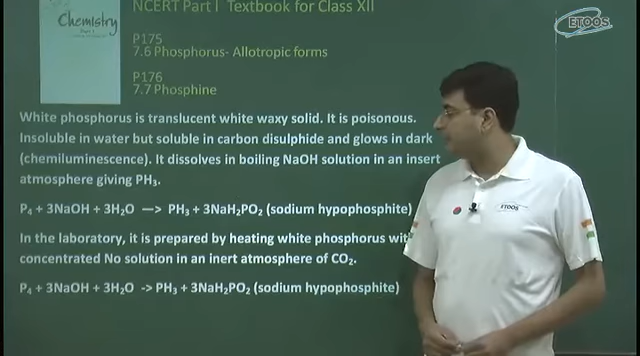 NCERT Part I Textbook for Class XII
Chemistry
ETOOS
P175
7.6 Phosphorus- Allotropic forms
P176
7.7 Phosphine
White phosphorus is translucent white waxy solid. It is poisonous.
Insoluble in water but soluble in carbon disulphide and glows in dark
(chemiluminescence). It dissolves in boiling NaOH solution in an insert
atmosphere giving PH₃.
P₄ + 3NaOH + 3H₂O —> PH₃ + 3NaH₂PO₂ (sodium hypophosphite)
In the laboratory, it is prepared by heating white phosphorus wit
concentrated No solution in an inert atmosphere of CO₂.
P₄ + 3NaOH + 3H₂O -> PH₃ + 3NaH₂PO₂ (sodium hypophosphite)
ETOOS